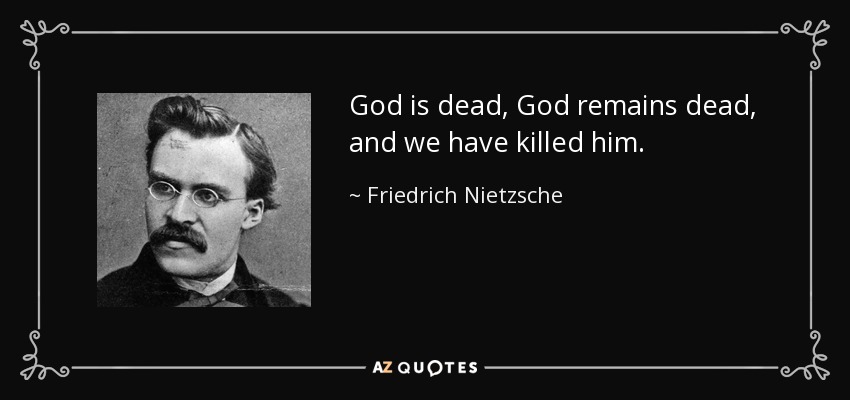 God is dead, God remains dead,
and we have killed him.
~ Friedrich Nietzsche
AZ QUOTES